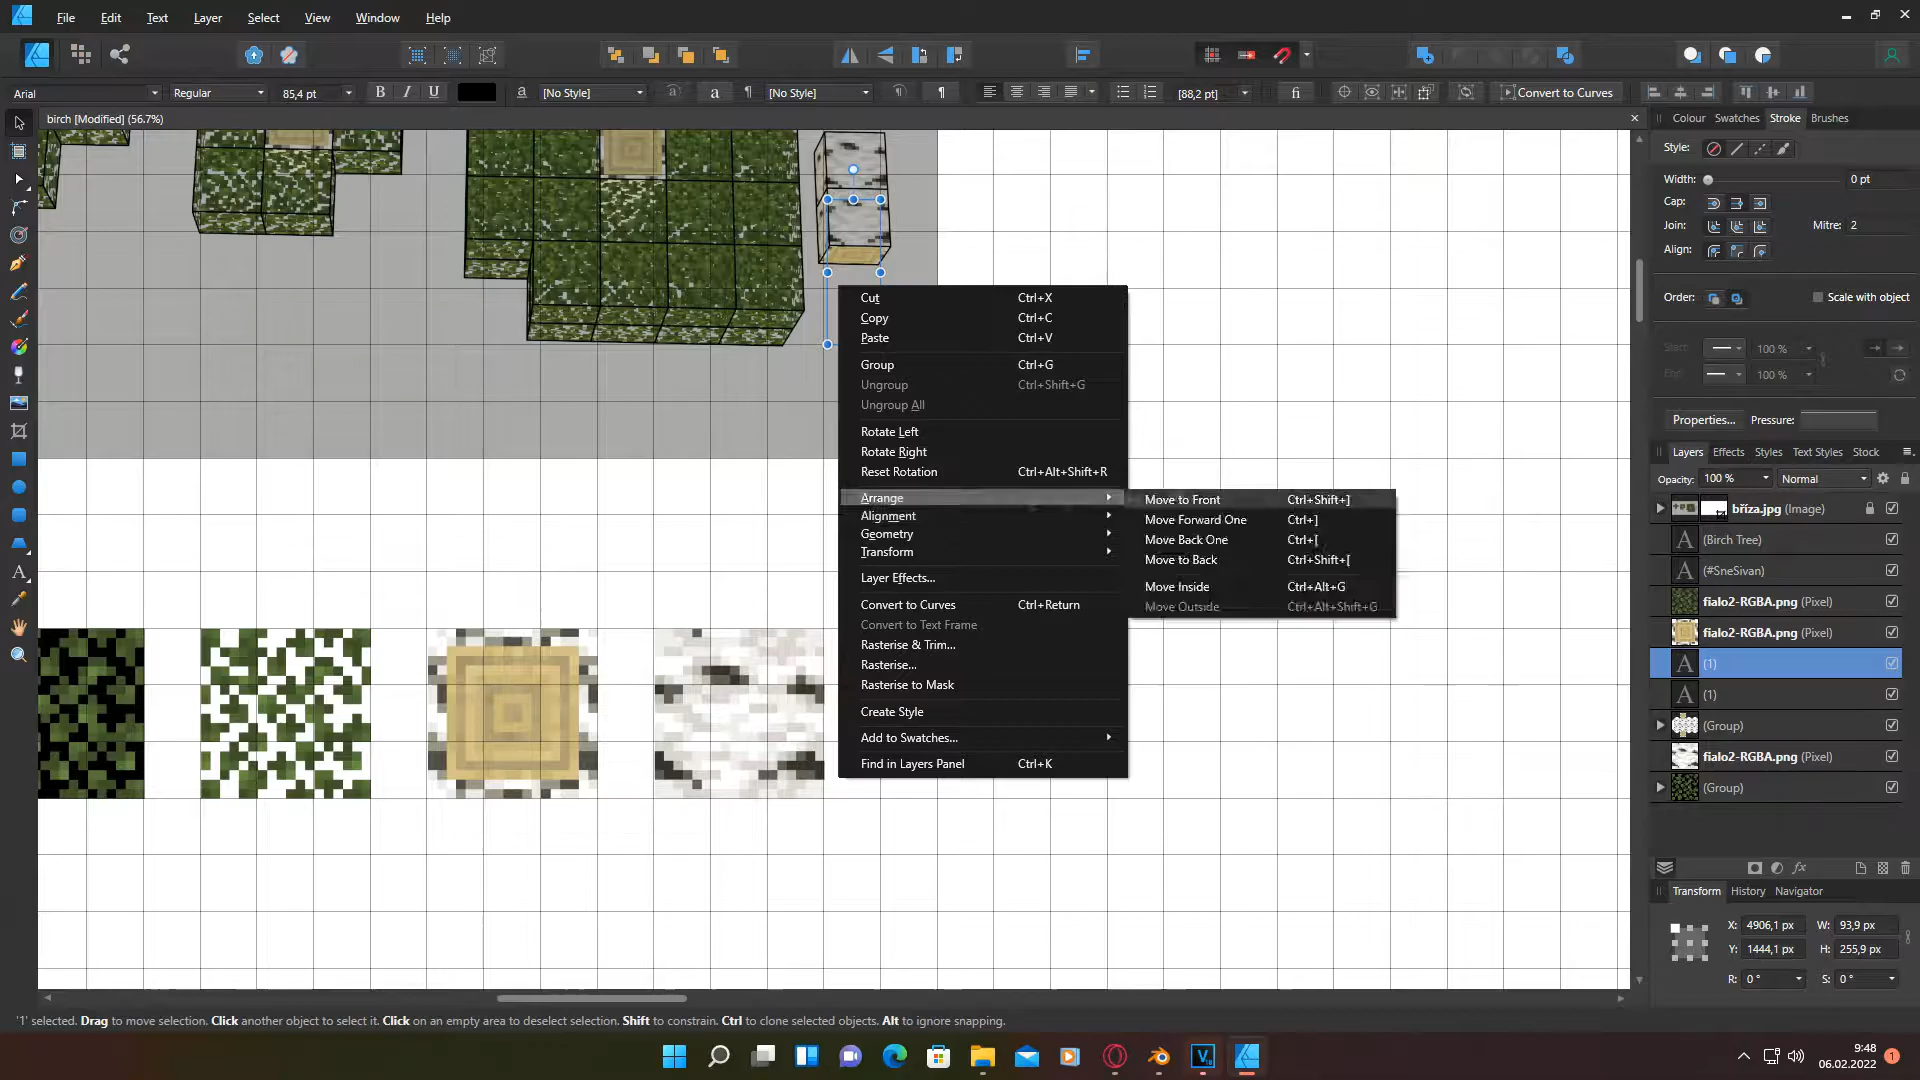 File Edit Text Layer Select View Window Help
Arial Regular 85,4 pt B I U a [No Style] a a ¶ [No Style] ¶ [88,2 pt] fi Convert to Curves
birch [Modified] (56.7%)
Colour Swatches Stroke Brushes
Style:
Width: 0 pt
Cap:
Join: Mitre: 2
Align:
Order: Scale with object
Start: 100 %
End: 100 %
Properties... Pressure:
Cut Ctrl+X
Copy Ctrl+C
Paste Ctrl+V
Group Ctrl+G
Ungroup Ctrl+Shift+G
Ungroup All
Rotate Left
Rotate Right
Reset Rotation Ctrl+Alt+Shift+R
Arrange
Alignment
Geometry
Transform
Layer Effects...
Convert to Curves Ctrl+Return
Convert to Text Frame
Rasterise & Trim...
Rasterise...
Rasterise to Mask
Create Style
Add to Swatches...
Find in Layers Panel Ctrl+K
Move to Front Ctrl+Shift+]
Move Forward One Ctrl+]
Move Back One Ctrl+[
Move to Back Ctrl+Shift+[
Move Inside Ctrl+Alt+G
Move Outside Ctrl+Alt+Shift+G
Layers Effects Styles Text Styles Stock
Opacity: 100 % Normal
bříza.jpg (Image)
A (Birch Tree)
A (#SneSivan)
fialo2-RGBA.png (Pixel)
fialo2-RGBA.png (Pixel)
A (1)
A (1)
(Group)
fialo2-RGBA.png (Pixel)
(Group)
fx
Transform History Navigator
X: 4906,1 px W: 93,9 px
Y: 1444,1 px H: 255,9 px
R: 0 ° S: 0 °
'1' selected. Drag to move selection. Click another object to select it. Click on an empty area to deselect selection. Shift to constrain. Ctrl to clone selected objects. Alt to ignore snapping.
9:48
06.02.2022
1